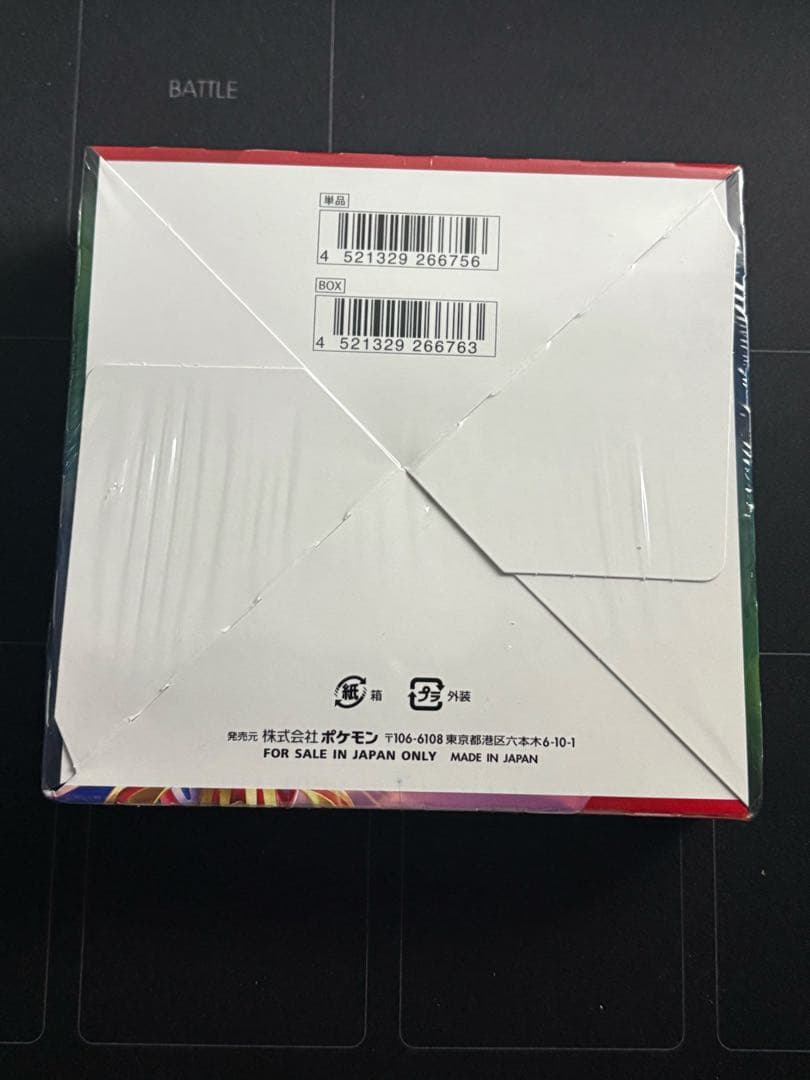 BATTLE
単品
4 521329 266756
BOX
4 521329 266763
紙 箱 プラ 外装
発売元 株式会社 ポケモン 〒106-6108 東京都港区六本木6-10-1
FOR SALE IN JAPAN ONLY MADE IN JAPAN